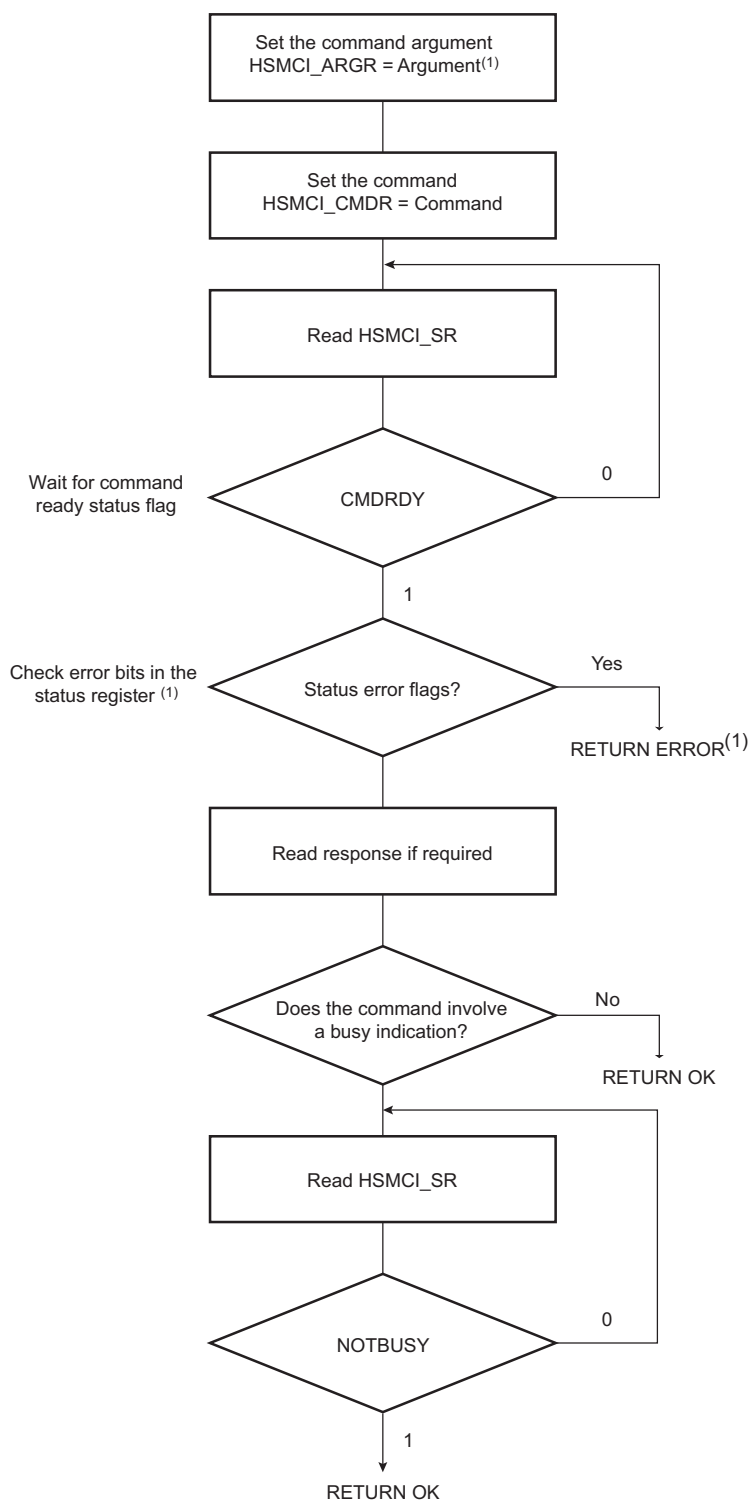 Set the command argument
HSMCI_ARGR = Argument(1)
Set the command
HSMCI_CMDR = Command
Read HSMCI_SR
Wait for command
ready status flag
CMDRDY
0
1
Check error bits in the
status register (1)
Status error flags?
Yes
RETURN ERROR(1)
Read response if required
Does the command involve
a busy indication?
No
RETURN OK
Read HSMCI_SR
NOTBUSY
0
1
RETURN OK